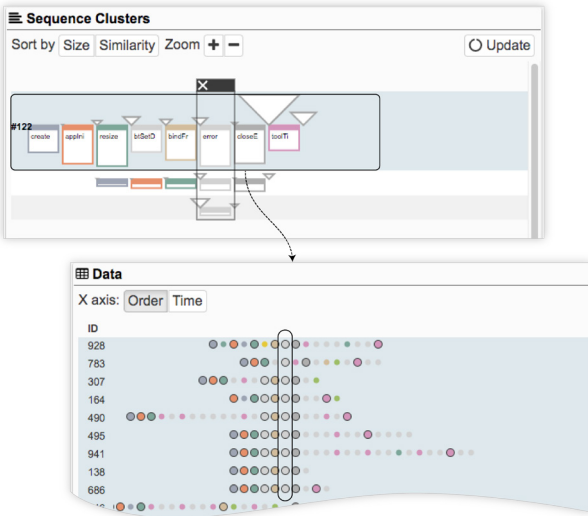 Sequence Clusters
Sort by Size Similarity Zoom + − Update
#122
create appIni resize btSetD bindFr error closeE toolTi
Data
X axis: Order Time
ID
928
783
307
164
490
495
941
138
686